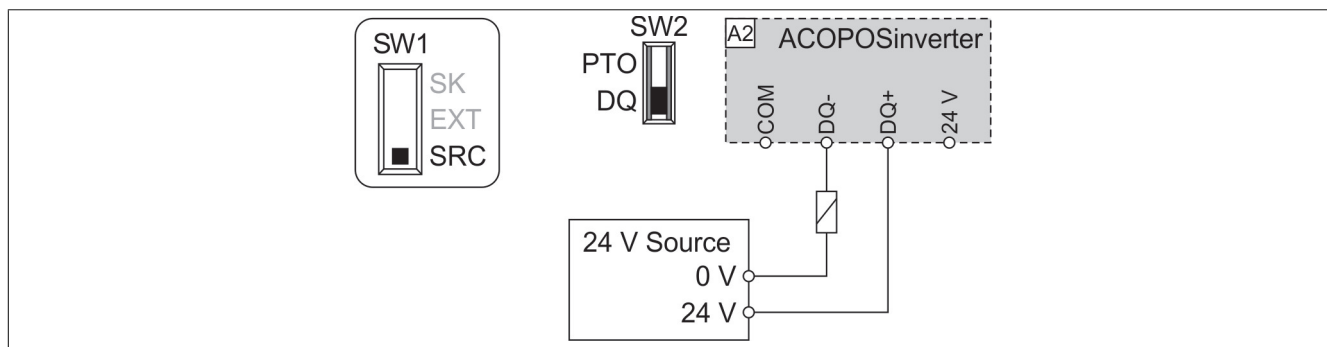 SW1
SK
EXT
SRC
SW2
PTO
DQ
A2 ACOPOSinverter
COM DQ- DQ+ 24 V
24 V Source
0 V
24 V